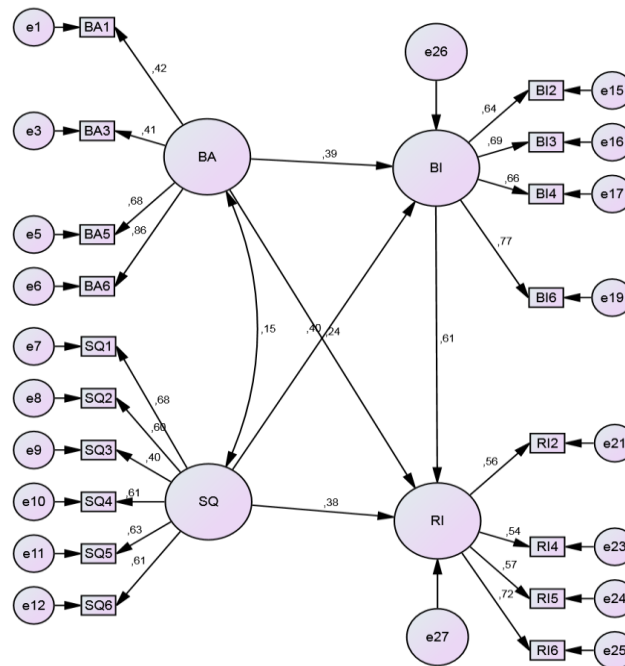 e1 BA1
,42
e26
e3 BA3 ,41
BA ,39 BI
,64 BI2 e15
,69 BI3 e16
,66 BI4 e17
,77 BI6 e19
e5 BA5 ,68
e6 BA6 ,86
,15
,40 ,24
,61
e7 SQ1 ,68
e8 SQ2 ,60
e9 SQ3 ,40
e10 SQ4 ,61
e11 SQ5 ,63
e12 SQ6 ,61
SQ ,38 RI
,56 RI2 e21
,54 RI4 e23
,57 RI5 e24
,72 RI6 e25
e27